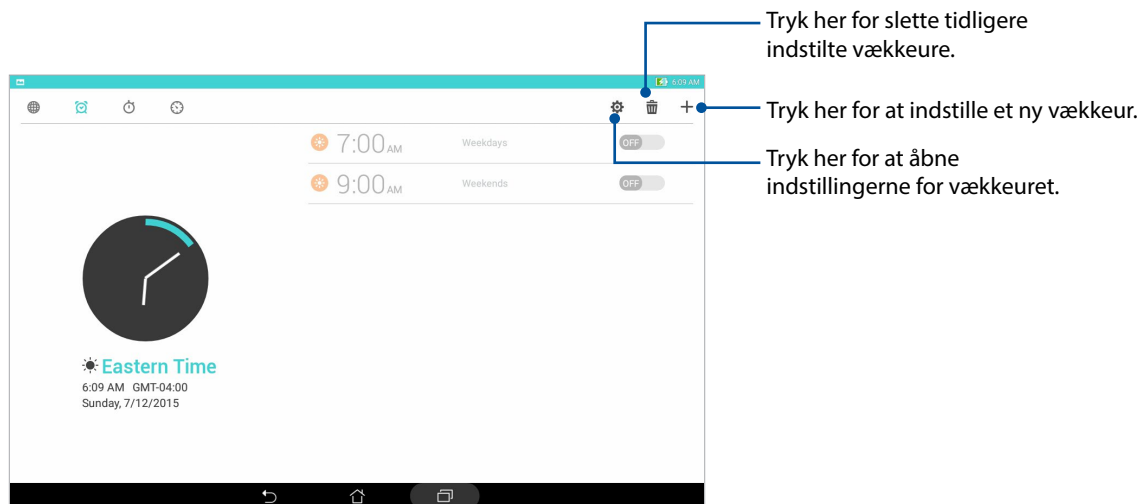 Tryk her for slette tidligere
indstilte vækkeure.
6:09 AM
Tryk her for at indstille et ny vækkeur.
7:00 AM Weekdays OFF
Tryk her for at åbne
indstillingerne for vækkeuret.
9:00 AM Weekends OFF
Eastern Time
6:09 AM GMT-04:00
Sunday, 7/12/2015